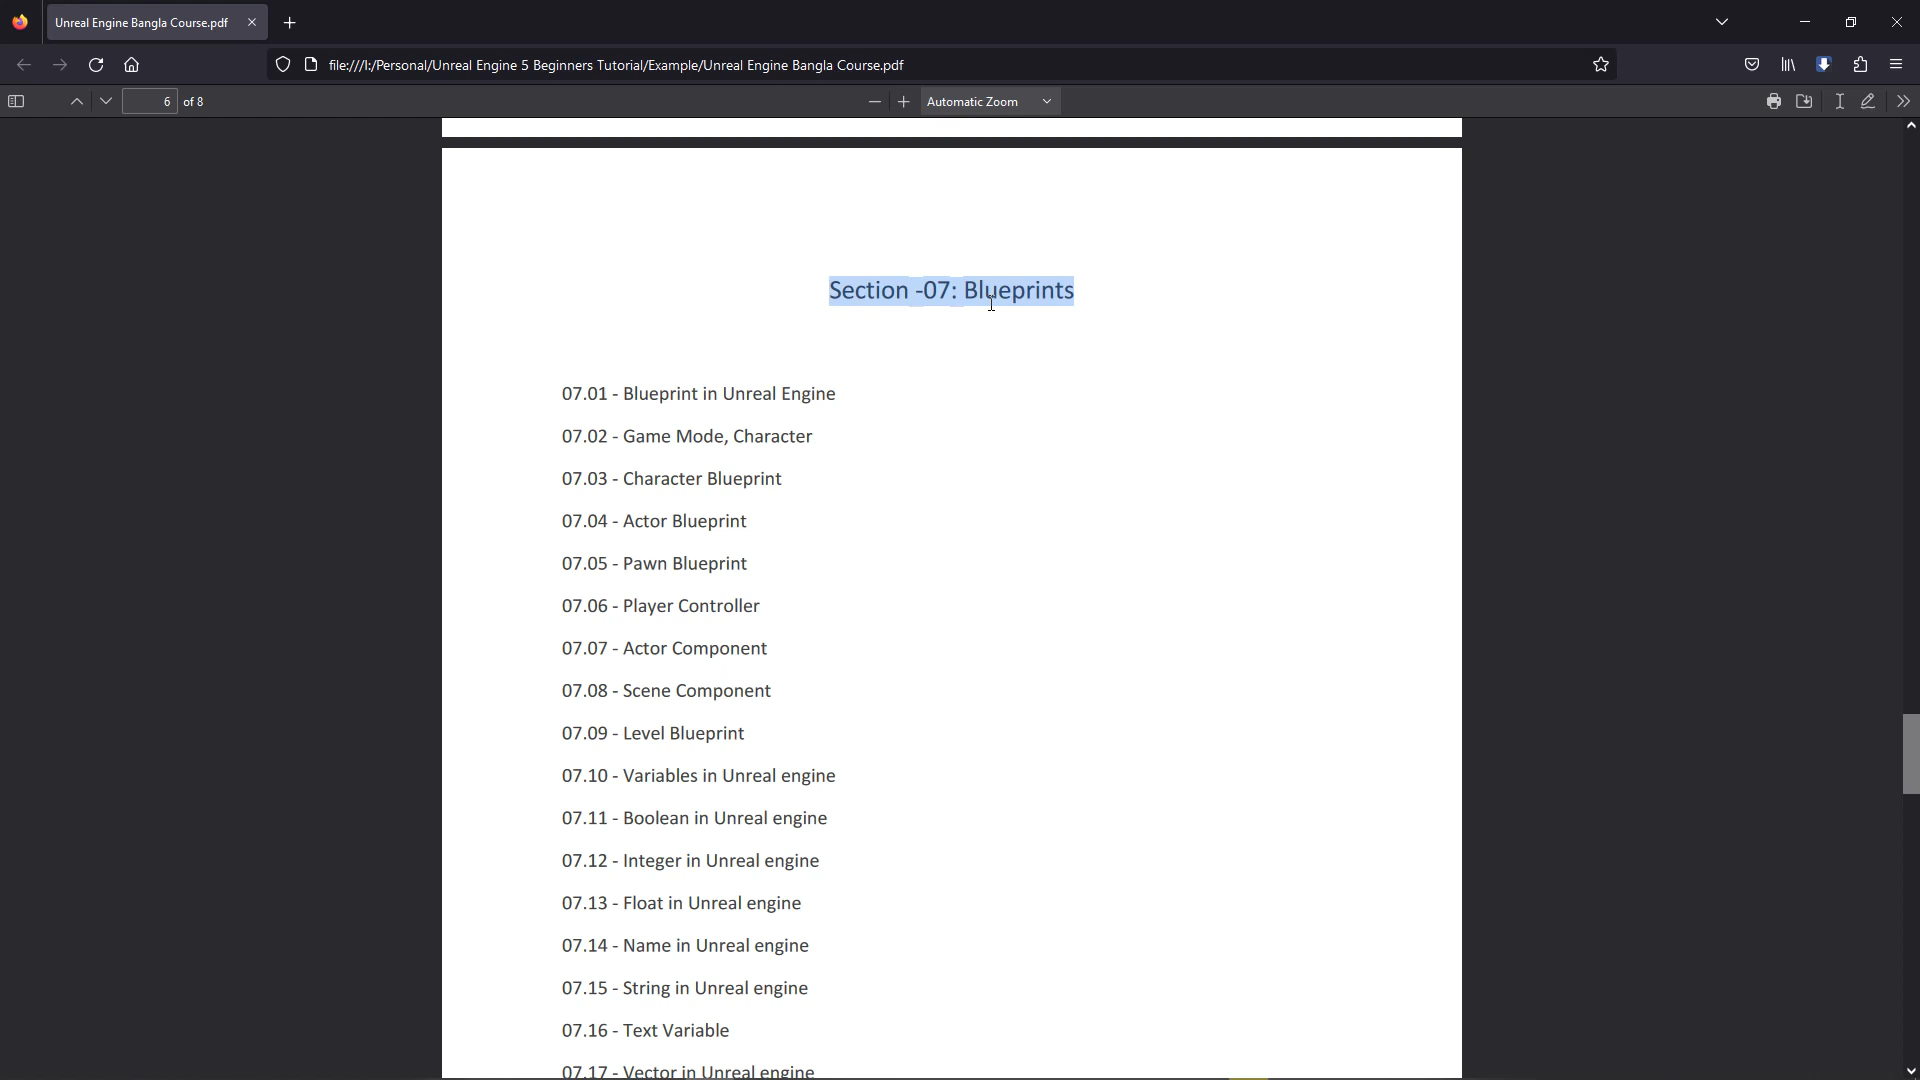 Unreal Engine Bangla Course.pdf
file:///I:/Personal/Unreal Engine 5 Beginners Tutorial/Example/Unreal Engine Bangla Course.pdf
6 of 8
Automatic Zoom
Section -07: Blueprints
07.01 - Blueprint in Unreal Engine
07.02 - Game Mode, Character
07.03 - Character Blueprint
07.04 - Actor Blueprint
07.05 - Pawn Blueprint
07.06 - Player Controller
07.07 - Actor Component
07.08 - Scene Component
07.09 - Level Blueprint
07.10 - Variables in Unreal engine
07.11 - Boolean in Unreal engine
07.12 - Integer in Unreal engine
07.13 - Float in Unreal engine
07.14 - Name in Unreal engine
07.15 - String in Unreal engine
07.16 - Text Variable
07.17 - Vector in Unreal engine